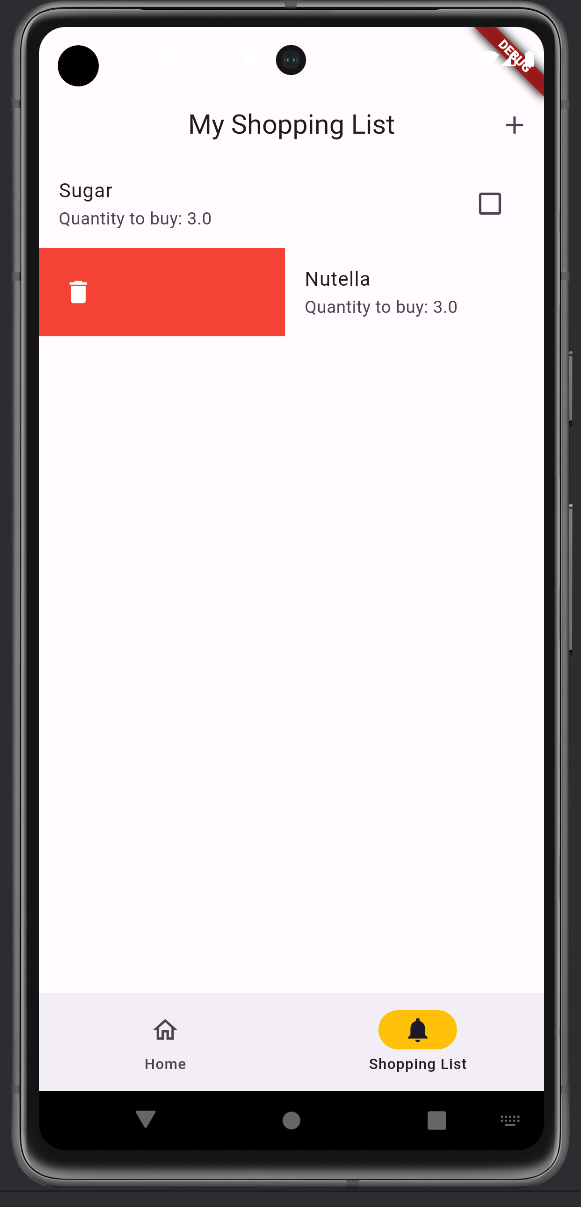 DEBUG
My Shopping List
Sugar
Quantity to buy: 3.0
Nutella
Quantity to buy: 3.0
Home
Shopping List